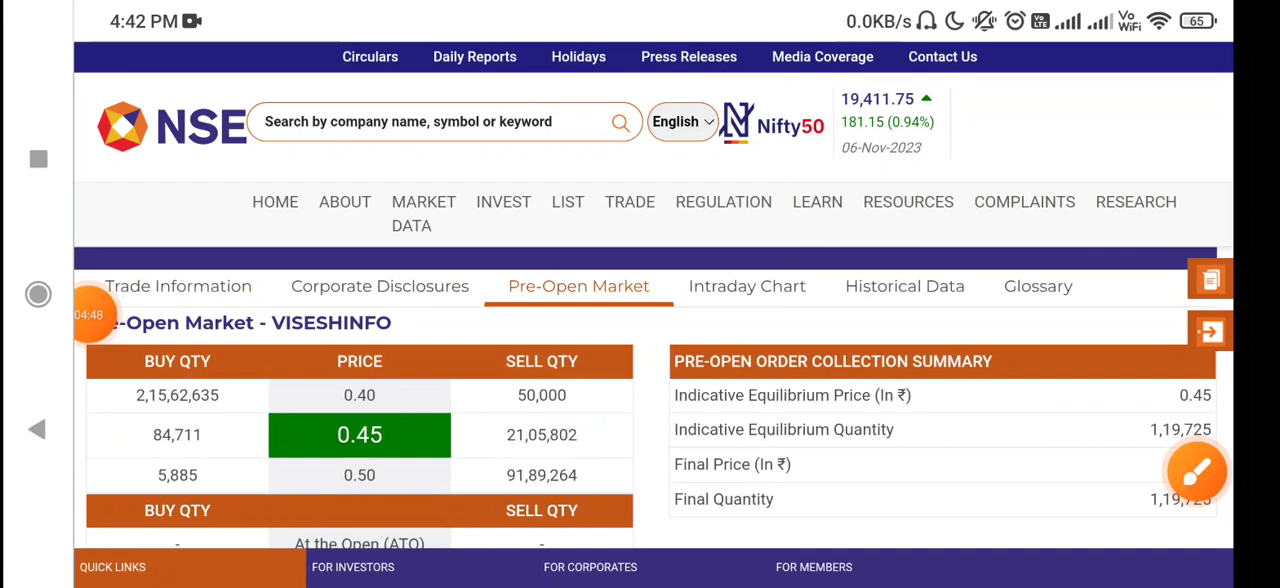 4:42 PM
0.0KB/s
Vo LTE
Vo WiFi
65
Circulars Daily Reports Holidays Press Releases Media Coverage Contact Us
NSE
Search by company name, symbol or keyword
English
Nifty50
19,411.75
181.15 (0.94%)
06-Nov-2023
HOME ABOUT MARKET DATA INVEST LIST TRADE REGULATION LEARN RESOURCES COMPLAINTS RESEARCH
Trade Information Corporate Disclosures Pre-Open Market Intraday Chart Historical Data Glossary
04:48
e-Open Market - VISESHINFO
BUY QTY PRICE SELL QTY
2,15,62,635 0.40 50,000
84,711 0.45 21,05,802
5,885 0.50 91,89,264
BUY QTY SELL QTY
- At the Open (ATO) -
PRE-OPEN ORDER COLLECTION SUMMARY
Indicative Equilibrium Price (In ₹) 0.45
Indicative Equilibrium Quantity 1,19,725
Final Price (In ₹)
Final Quantity 1,19,725
QUICK LINKS FOR INVESTORS FOR CORPORATES FOR MEMBERS